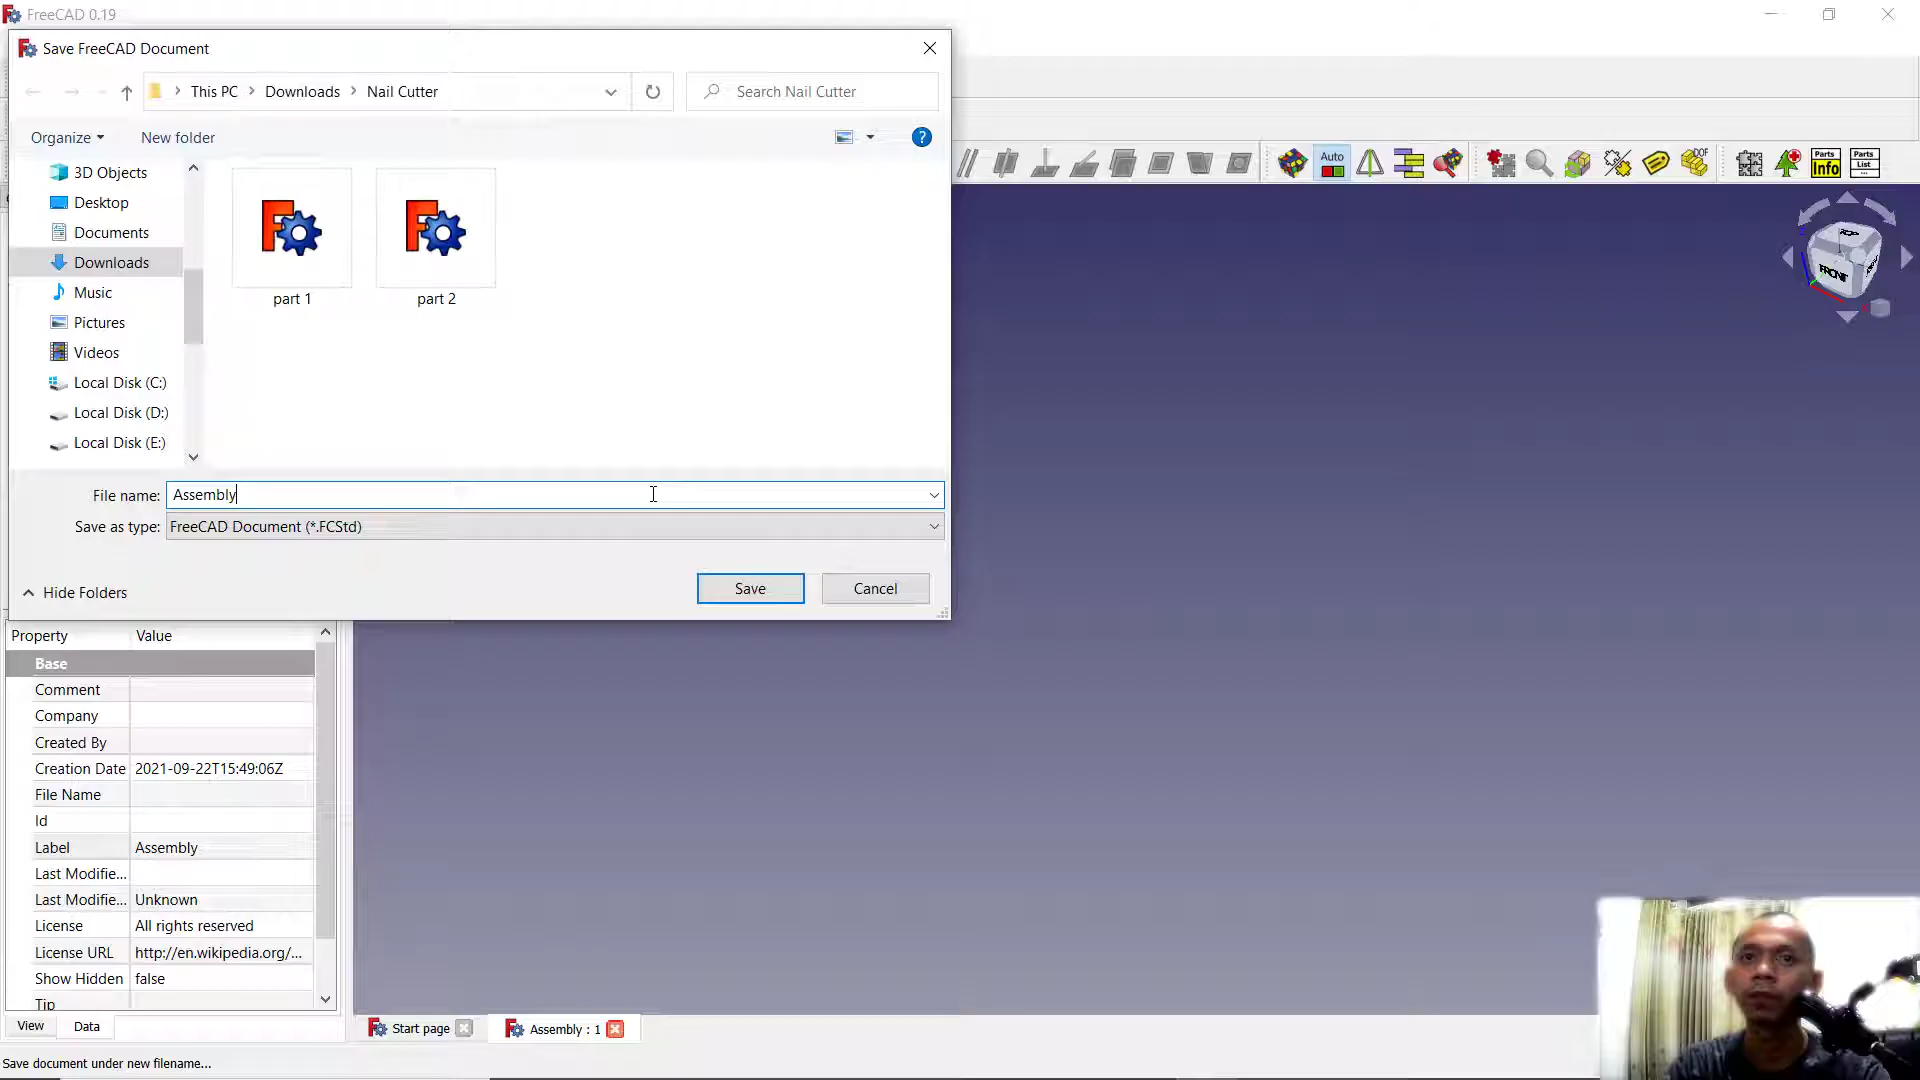 FreeCAD 0.19
Save FreeCAD Document
This PC > Downloads > Nail Cutter
Search Nail Cutter
Organize
New folder
3D Objects
Desktop
Documents
Downloads
Music
Pictures
Videos
Local Disk (C:)
Local Disk (D:)
Local Disk (E:)
part 1
part 2
File name: Assembly
Save as type: FreeCAD Document (*.FCStd)
Hide Folders
Save
Cancel
Auto
DOF
Parts Info
Parts List
TOP
FRONT
Property Value
Base
Comment
Company
Created By
Creation Date 2021-09-22T15:49:06Z
File Name
Id
Label Assembly
Last Modifie...
Last Modifie... Unknown
License All rights reserved
License URL http://en.wikipedia.org/...
Show Hidden false
Tip
View
Data
Start page
Assembly : 1
Save document under new filename...